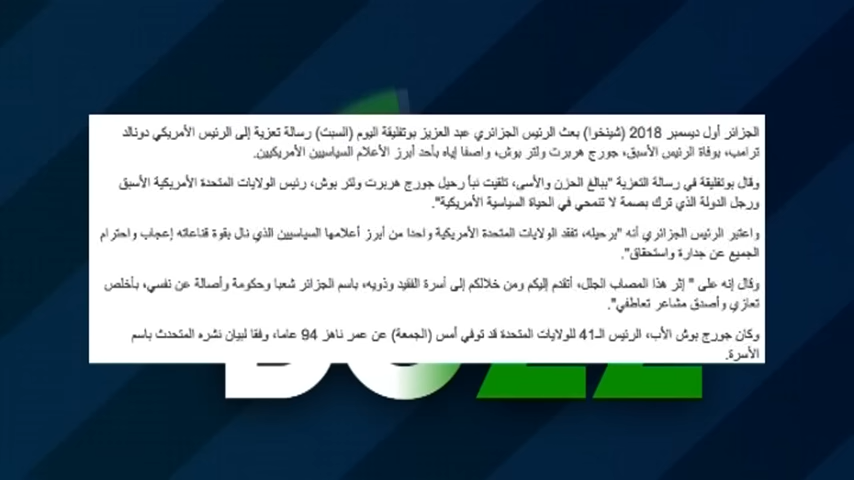 الجزائر أول ديسمبر 2018 (شينخوا) بعث الرئيس الجزائري عبد العزيز بوتفليقة اليوم (السبت) رسالة تعزية إلى الرئيس الأمريكي دونالد
ترامب، بوفاة الرئيس الأسبق، جورج هربرت ولتر بوش، واصفا إياه بأحد أبرز الأعلام السياسيين الأمريكيين.
وقال بوتفليقة في رسالة التعزية "ببالغ الحزن والأسى، تلقيت نبأ رحيل جورج هربرت ولتر بوش، رئيس الولايات المتحدة الأمريكية الأسبق
ورجل الدولة الذي ترك بصمة لا تنمحي في الحياة السياسية الأمريكية".
واعتبر الرئيس الجزائري أنه "برحيله، تفقد الولايات المتحدة الأمريكية واحدا من أبرز أعلامها السياسيين الذي نال بقوة قناعاته إعجاب واحترام
الجميع عن جدارة واستحقاق".
وقال إنه على " إثر هذا المصاب الجلل، أتقدم إليكم ومن خلالكم إلى أسرة الفقيد وذويه، باسم الجزائر شعبا وحكومة وأصالة عن نفسي، بأخلص
تعازي وأصدق مشاعر تعاطفي".
وكان جورج بوش الأب، الرئيس الـ41 للولايات المتحدة قد توفي أمس (الجمعة) عن عمر ناهز 94 عاما، وفقا لبيان نشره المتحدث باسم
الأسرة.